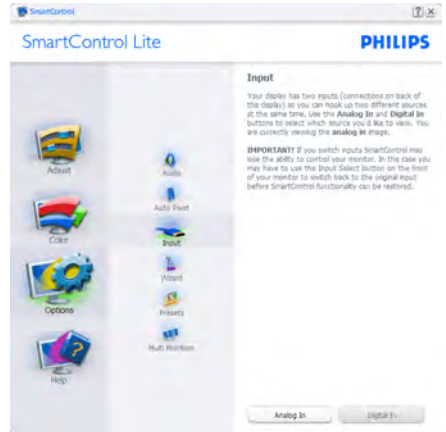 SmartControl
SmartControl Lite
PHILIPS
Adjust
Color
Options
Help
Audio
Auto Pivot
Input
Wizard
Presets
Multi Monitors
Input
Your display has two inputs (connections on back of
this display) so you can hook up two different sources
at the same time. Use the Analog In and Digital In
buttons to select which source you'd like to view. You
are currently viewing the analog in image.
IMPORTANT! If you switch inputs SmartControl may
lose the ability to control your monitor. In this case you
may have to use the Input Select button on the front
of your monitor to switch back to the original input
before SmartControl functionality can be restored.
Analog In
Digital In